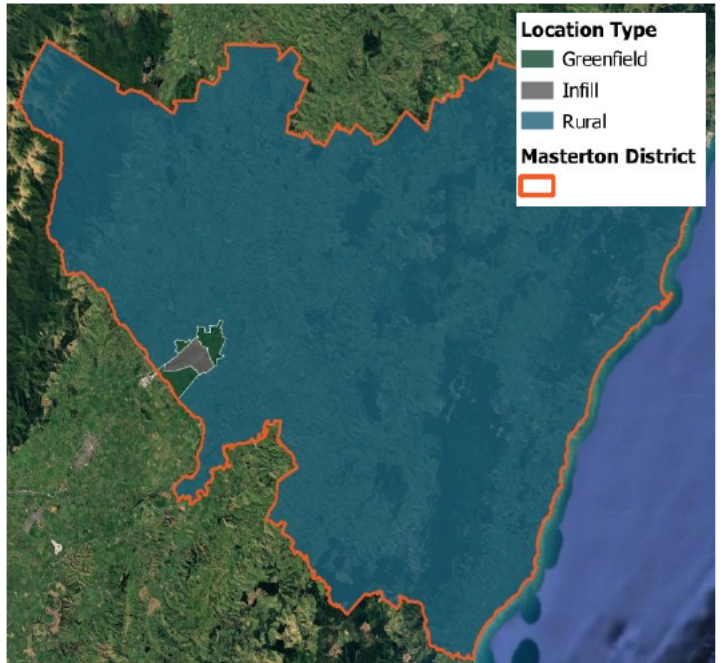 Location Type
Greenfield
Infill
Rural
Masterton District